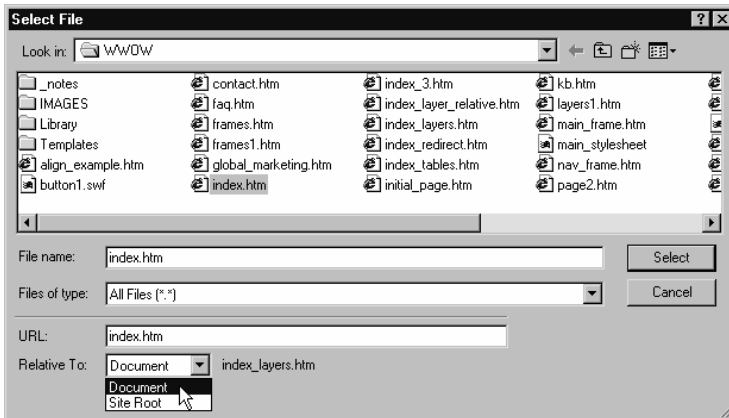 Select File
Look in: WWOW
_notes
IMAGES
Library
Templates
align_example.htm
button1.swf
contact.htm
faq.htm
frames.htm
frames1.htm
global_marketing.htm
index.htm
index_3.htm
index_layer_relative.htm
index_layers.htm
index_redirect.htm
index_tables.htm
initial_page.htm
kb.htm
layers1.htm
main_frame.htm
main_stylesheet
nav_frame.htm
page2.htm
File name: index.htm
Select
Files of type: All Files (*.*)
Cancel
URL: index.htm
Relative To: Document index_layers.htm
Document
Site Root